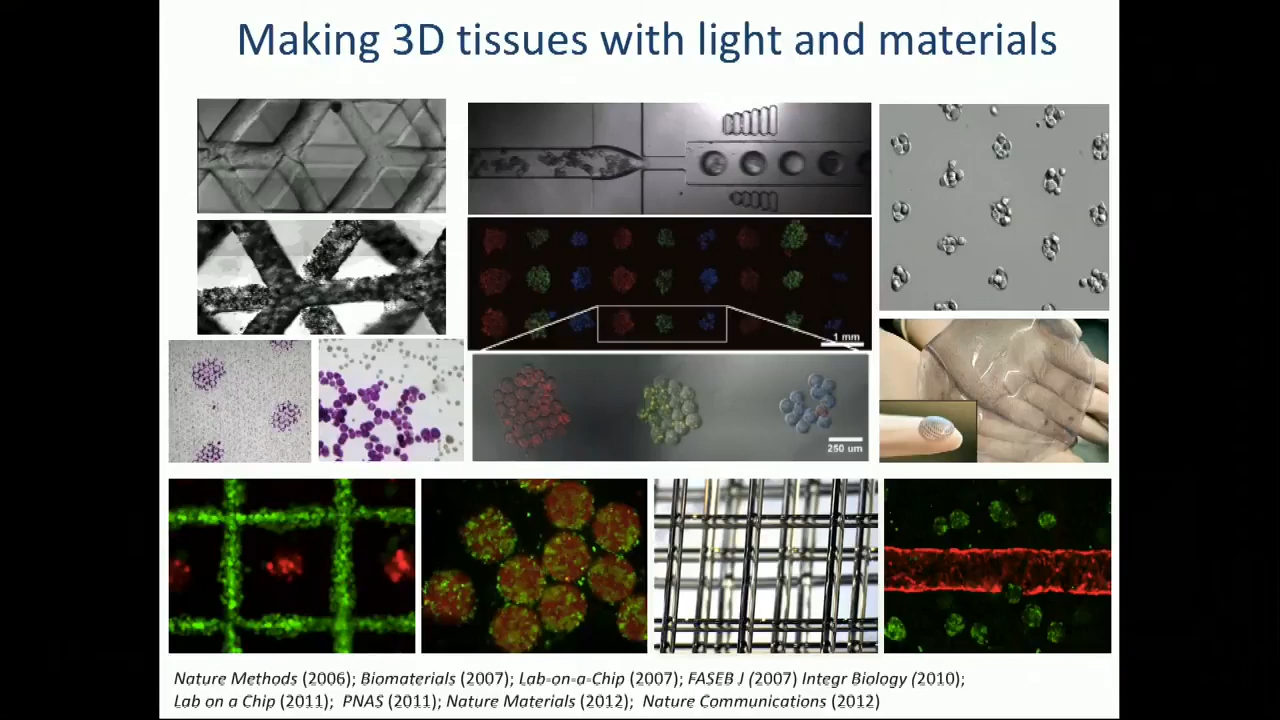 Making 3D tissues with light and materials
1 mm
250 um
Nature Methods (2006); Biomaterials (2007); Lab-on-a-Chip (2007); FASEB J (2007) Integr Biology (2010);
Lab on a Chip (2011); PNAS (2011); Nature Materials (2012); Nature Communications (2012)